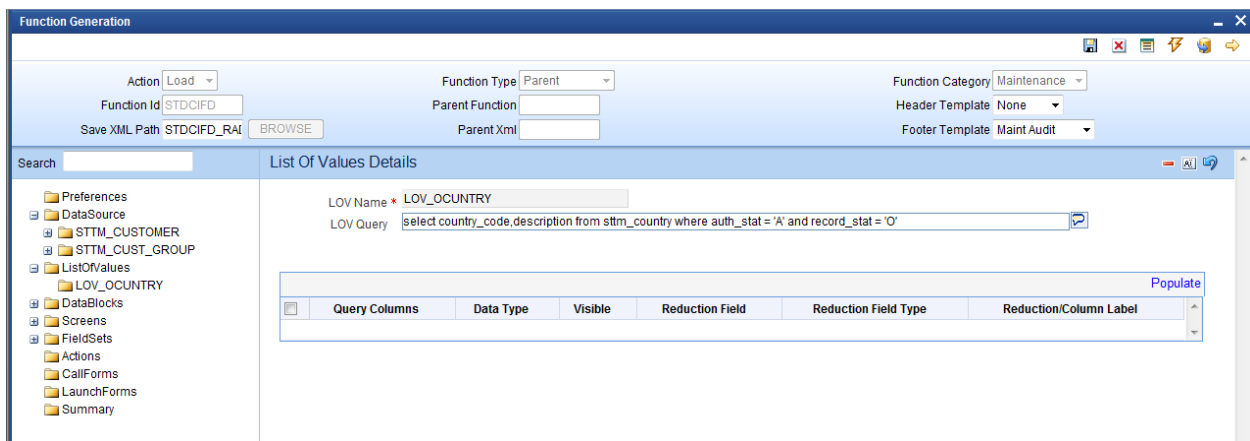 Function Generation
Action Load Function Type Parent Function Category Maintenance
Function Id STDCIFD Parent Function Header Template None
Save XML Path STDCIFD_RAD BROWSE Parent Xml Footer Template Maint Audit
Search
Preferences
DataSource
STTM_CUSTOMER
STTM_CUST_GROUP
ListOfValues
LOV_OCUNTRY
DataBlocks
Screens
FieldSets
Actions
CallForms
LaunchForms
Summary
List Of Values Details
LOV Name * LOV_OCUNTRY
LOV Query select country_code,description from sttm_country where auth_stat = 'A' and record_stat = 'O'
Populate
Query Columns Data Type Visible Reduction Field Reduction Field Type Reduction/Column Label